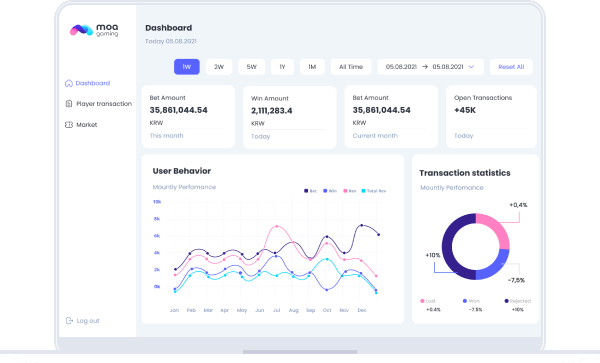 moa
gaming
Dashboard
Player transaction
Market
Log out
Dashboard
Today 05.08.2021
1W
2W
5W
1Y
1M
All Time
05.08.2021 → 05.08.2021
Reset All
Bet Amount
35,861,044.54
KRW
This month
Win Amount
2,111,283.4
KRW
Today
Bet Amount
35,861,044.54
KRW
Current month
Open Transactions
+45K
Today
User Behavior
Mountly Perfomance
Bet
Win
Rev
Total Rev
10k
8k
6k
4k
2k
0k
Jan
Feb
Mar
Apr
May
Jun
Jul
Aug
Sep
Oct
Nov
Dec
Transaction statistics
Mountly Perfomance
+0,4%
+10%
-7,5%
Lost
Won
Rejected
+0.4%
-7.5%
+10%